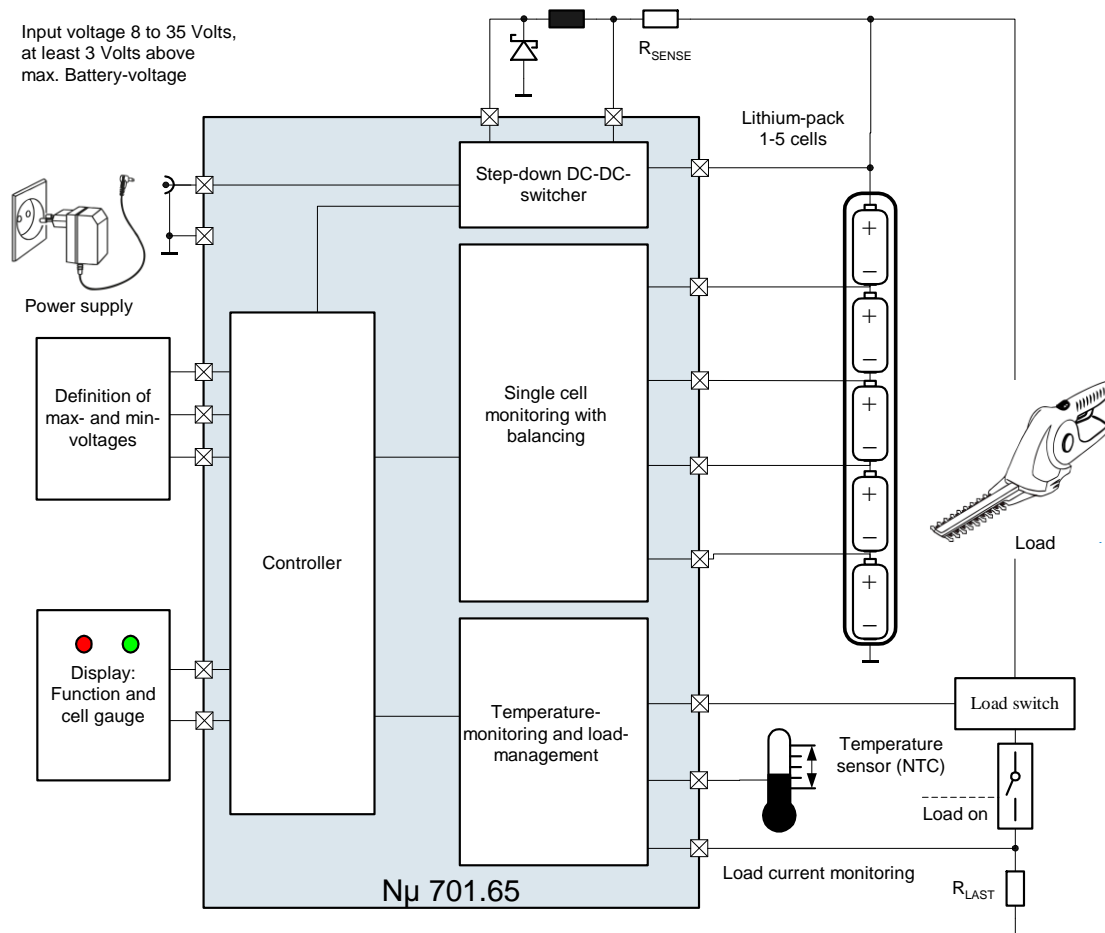 Input voltage 8 to 35 Volts,
at least 3 Volts above
max. Battery-voltage
R_SENSE
Lithium-pack
1-5 cells
Step-down DC-DC-
switcher
Power supply
Definition of
max- and min-
voltages
Single cell
monitoring with
balancing
Controller
Load
Display:
Function and
cell gauge
Temperature-
monitoring and load-
management
Load switch
Temperature
sensor (NTC)
Load on
Load current monitoring
R_LAST
Nµ 701.65
+
−
+
−
+
−
+
−
+
−